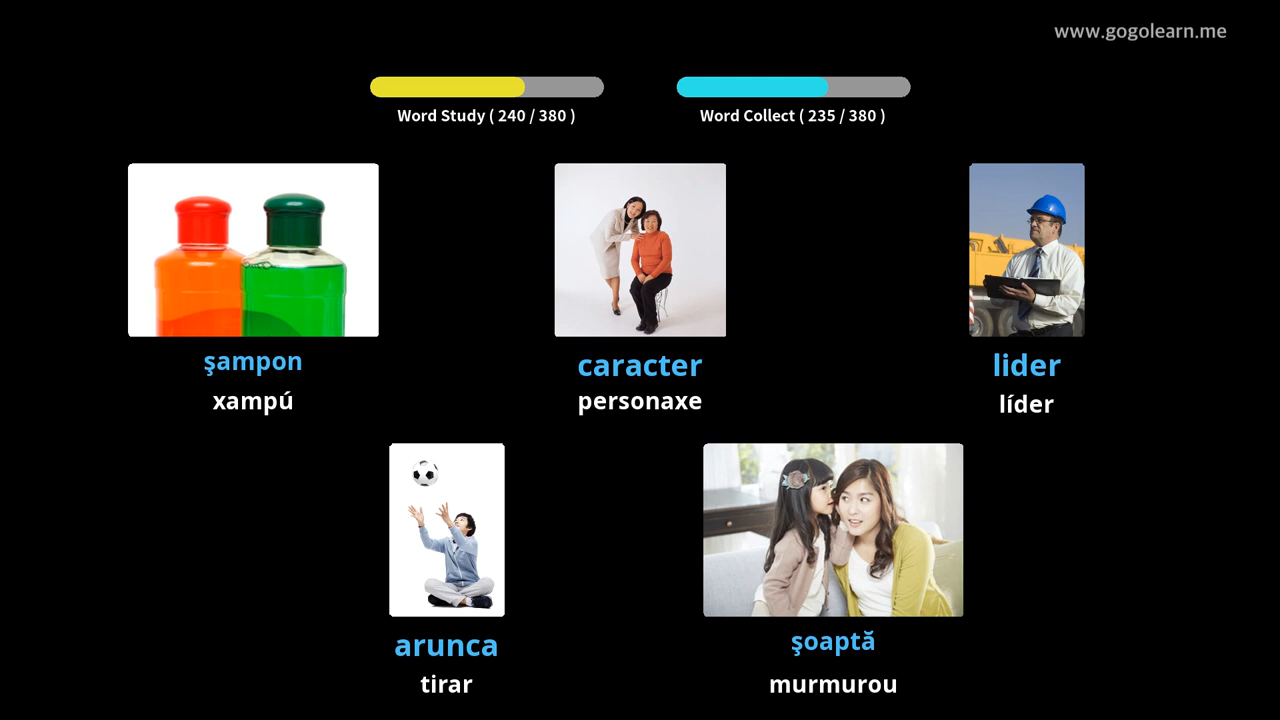 www.gogolearn.me
Word Study ( 240 / 380 )
Word Collect ( 235 / 380 )
şampon
xampú
caracter
personaxe
lider
líder
arunca
tirar
şoaptă
murmurou